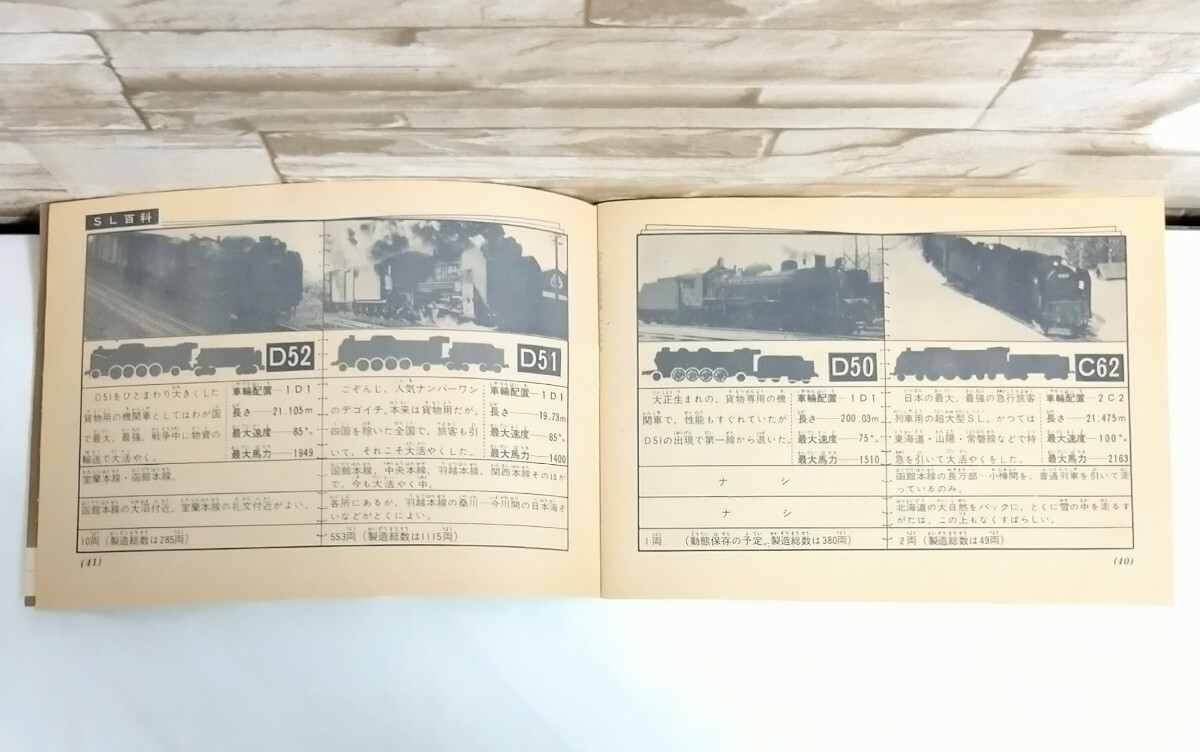 SL百科
D52
D51をひとまわり大きくした
貨物用の機関車としてはわが国
で最大、最強。戦争中に物資の
輸送で大活やく。
車輪配置―1D1
長さ―21.105m
最大速度―85
最大馬力―1949
室蘭本線・函館本線。
函館本線の大沼付近。室蘭本線の礼文付近がよい。
10両(製造総数は285両)
(41)
D51
ごぞんじ、人気ナンバーワン
のデゴイチ。本来は貨物用だが、
四国を除いた全国で、旅客も引
いて、それこそ大活やくした。
車輪配置―1D1
長さ―19.73m
最大速度―85
最大馬力―1400
函館本線、中央本線、羽越本線、関西本線そのほか
で、今も大活やく中。
各所にあるが、羽越本線の桑川―今川間の日本海ぞ
いなどがとくによい。
553両(製造総数は1115両)
D50
大正生まれの、貨物専用の機
関車で、性能もすぐれていたが
D51の出現で第一線から退いた。
車輪配置―1D1
長さ―200.03m
最大速度―75
最大馬力―1510
ナシ
ナシ
1両 (動態保存の予定。製造総数は380両)
C62
日本の最大、最強の急行旅客
列車用の超大型SL。かつては
東海道・山陽・常磐線などで特
急を引いて大活やくをした。
車輪配置―2C2
長さ―21.475m
最大速度―100
最大馬力―2163
函館本線の長万部―小樽間を、普通列車を引いて走
っているのみ。
北海道の大自然をバックに、とくに雪の中を走るす
がたは、この上もなくすばらしい。
2両(製造総数は49両)
(40)